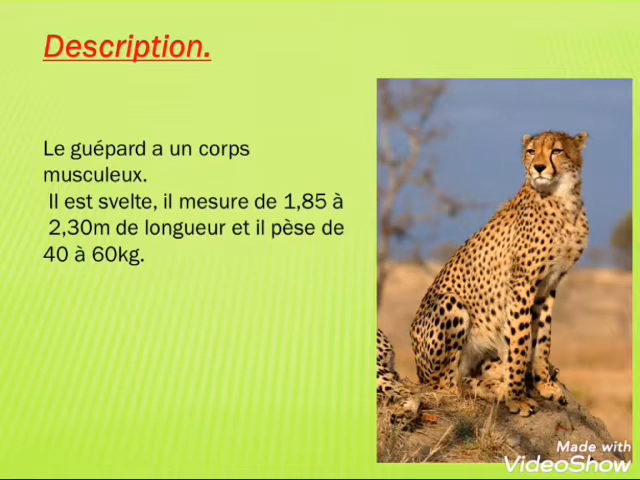 Description.
Le guépard a un corps
musculeux.
Il est svelte, il mesure de 1,85 à
2,30m de longueur et il pèse de
40 à 60kg.
Made with
VideoShow